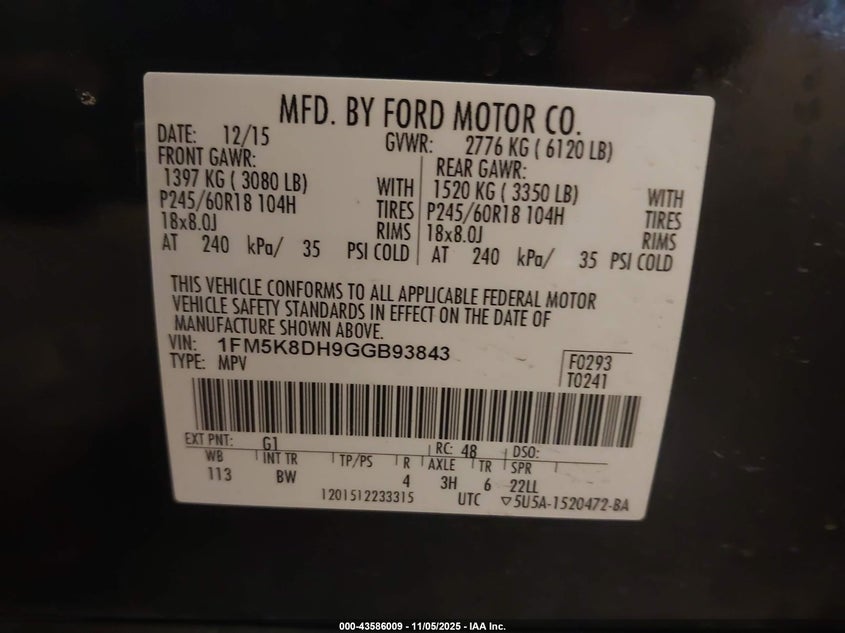 MFD. BY FORD MOTOR CO.
DATE: 12/15 GVWR: 2776 KG ( 6120 LB)
FRONT GAWR: REAR GAWR:
1397 KG ( 3080 LB) WITH 1520 KG ( 3350 LB) WITH
P245/60R18 104H TIRES P245/60R18 104H TIRES
18x8.0J RIMS 18x8.0J RIMS
AT 240 kPa/ 35 PSI COLD AT 240 kPa/ 35 PSI COLD
THIS VEHICLE CONFORMS TO ALL APPLICABLE FEDERAL MOTOR
VEHICLE SAFETY STANDARDS IN EFFECT ON THE DATE OF
MANUFACTURE SHOWN ABOVE.
VIN: 1FM5K8DH9GGB93843
TYPE: MPV F0293
T0241
EXT PNT: G1 RC: 48 DSO:
WB INT TR TP/PS R AXLE TR SPR
113 BW 4 3H 6 22LL
1201512233315 UTC ▽5U5A-1520472-BA
000-43586009 - 11/05/2025 - IAA Inc.